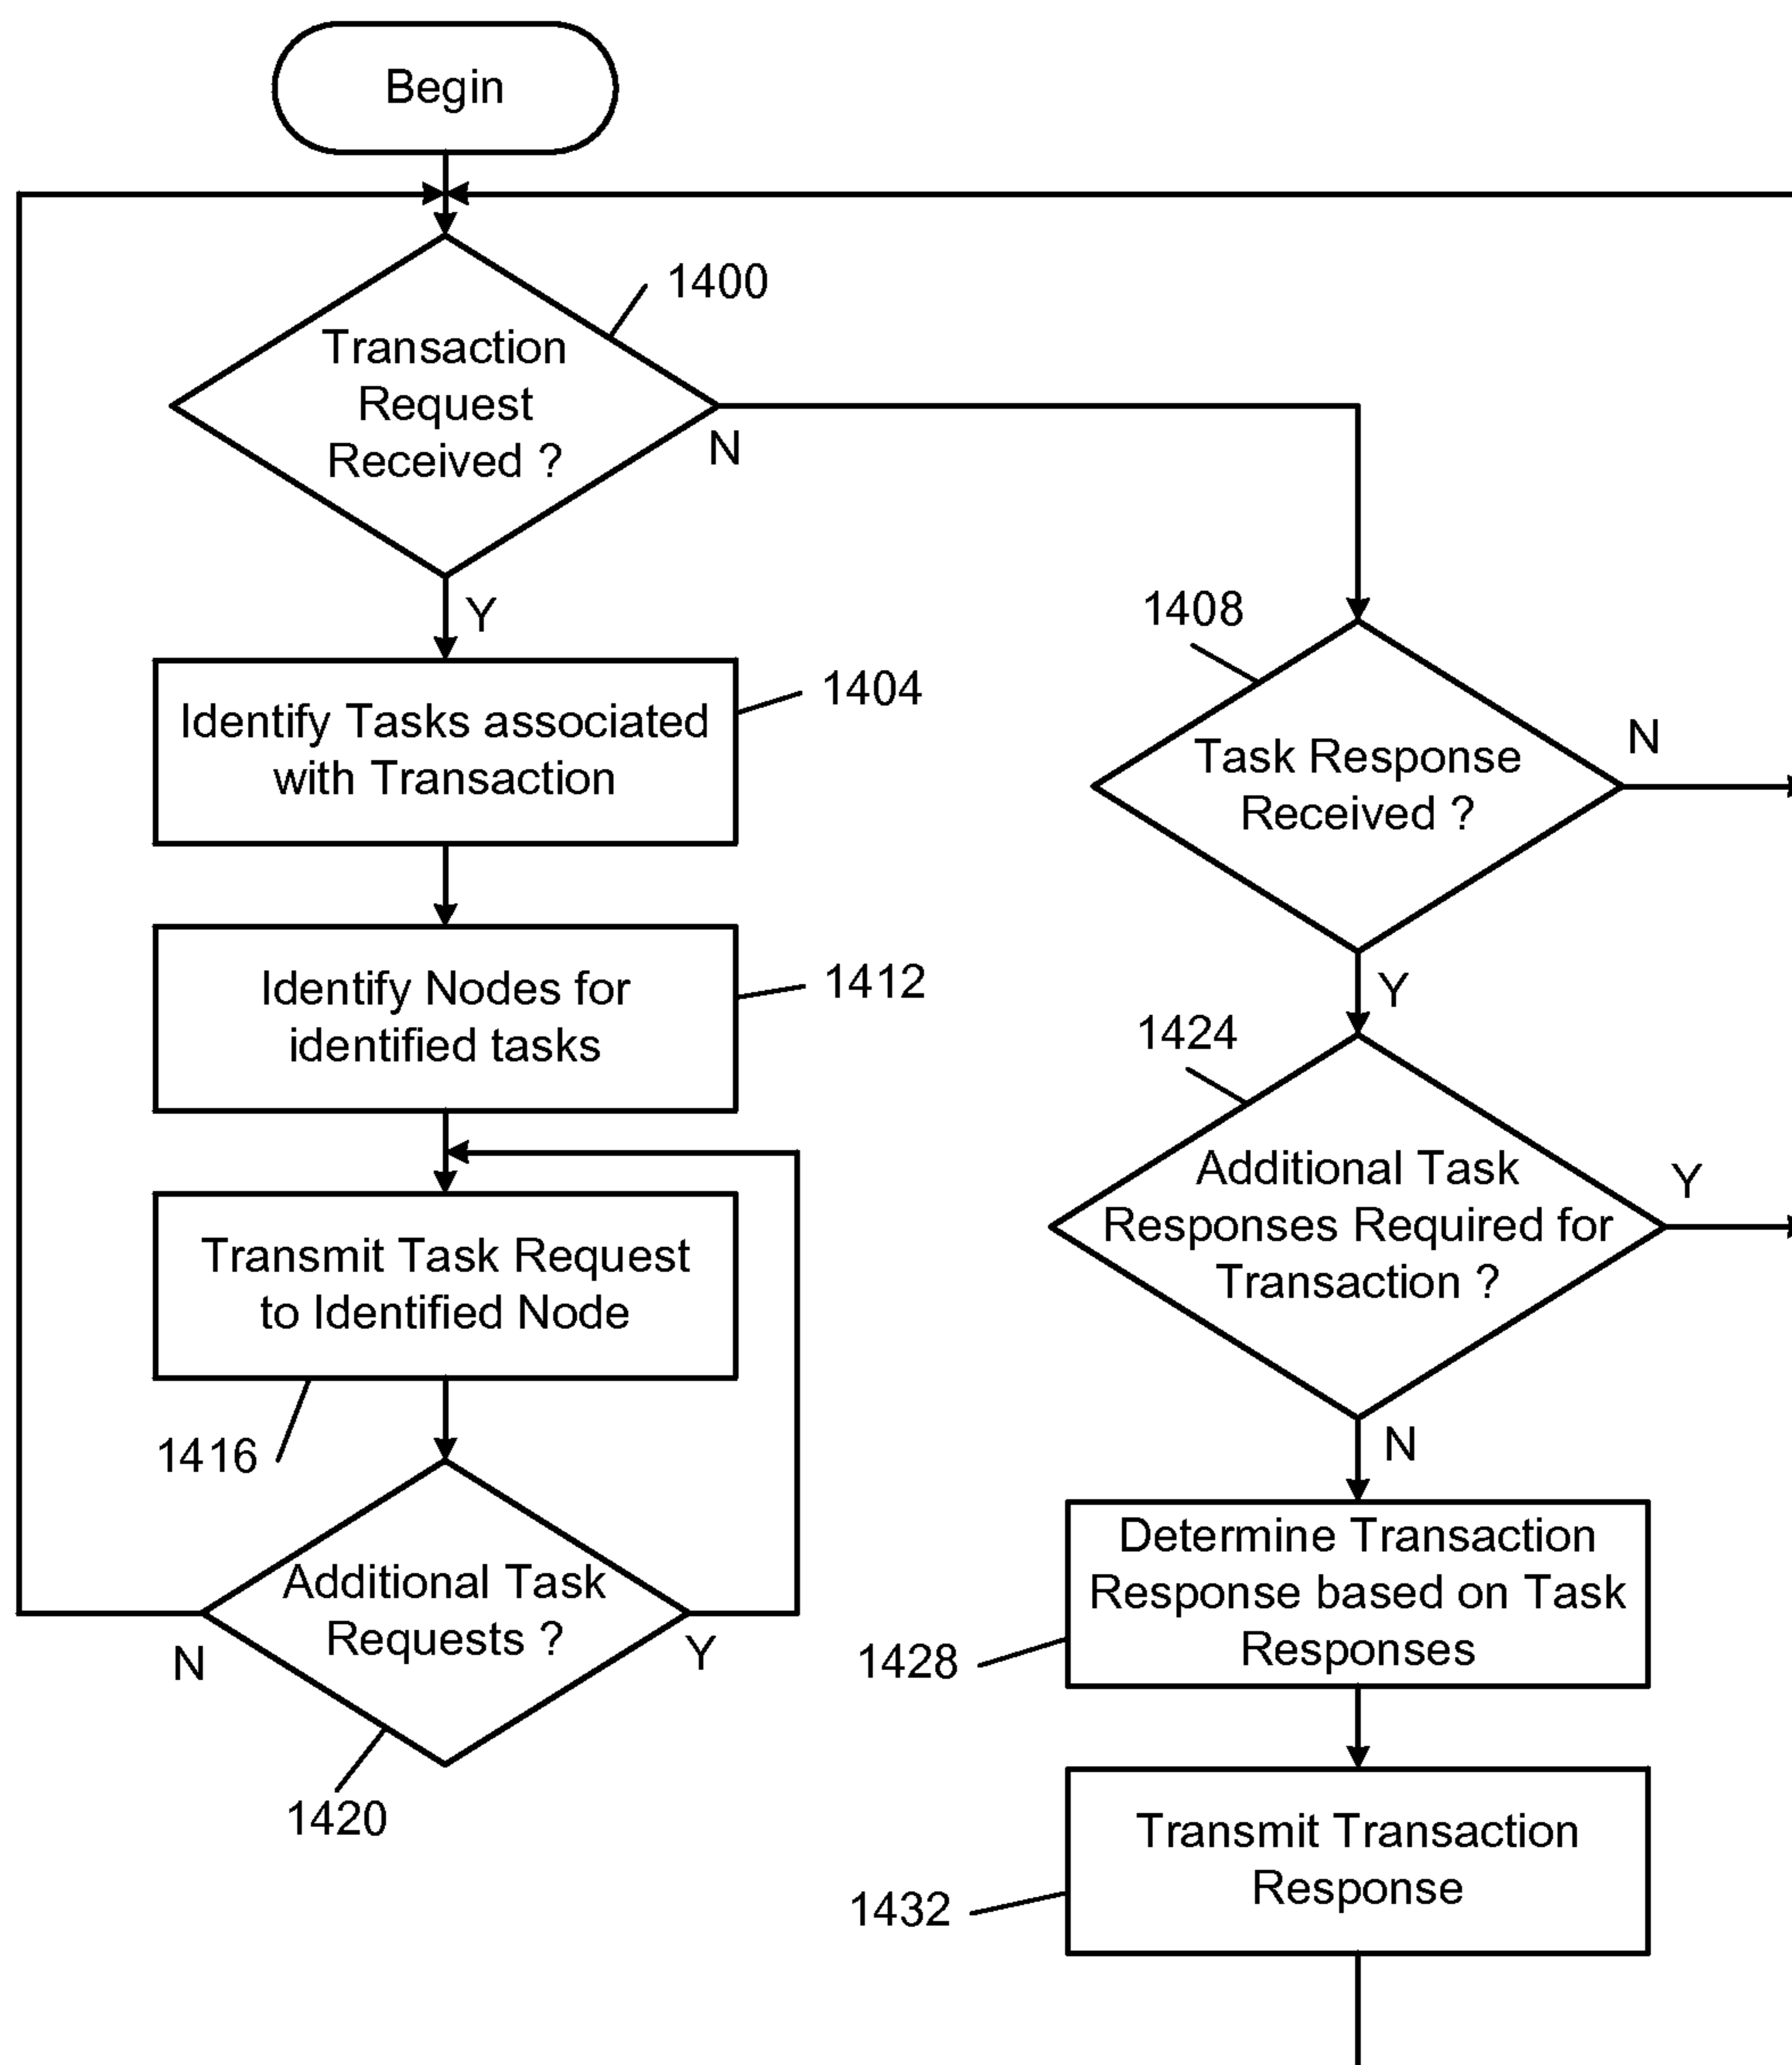 Begin
1400
Transaction
Request
Received ?
N
Y
1404
Identify Tasks associated
with Transaction
1412
Identify Nodes for
identified tasks
Transmit Task Request
to Identified Node
1416
Additional Task
Requests ?
N
Y
1420
1408
Task Response
Received ?
N
Y
1424
Additional Task
Responses Required for
Transaction ?
Y
N
Determine Transaction
Response based on Task
Responses
1428
Transmit Transaction
Response
1432